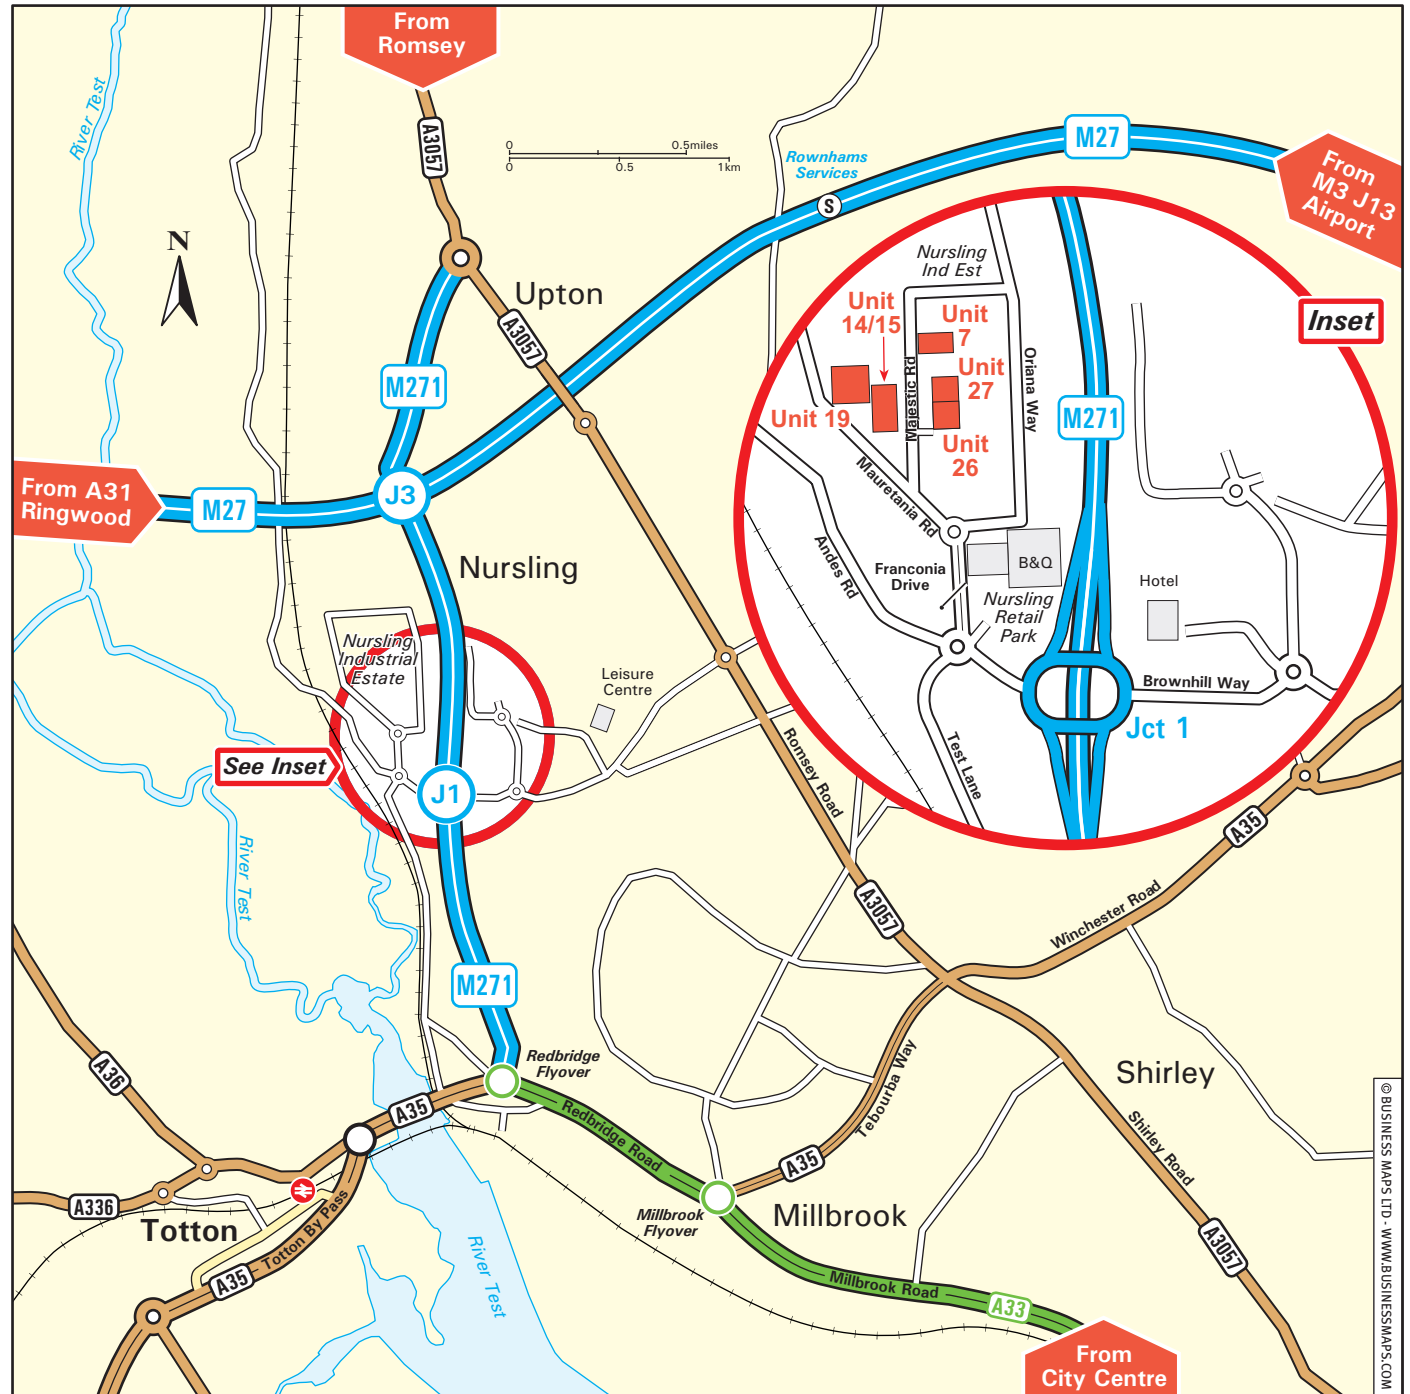 From
Romsey
River Test
A3057
0
0.5miles
0
0.5
1km
Rownhams
Services
S
M27
From
M3 J13
Airport
N
Upton
A3057
M271
Inset
Nursling
Ind Est
Unit
14/15
Unit
7
Unit
27
Unit 19
Unit
26
Majestic Rd
Oriana Way
M271
Mauretania Rd
Andes Rd
Franconia
Drive
B&Q
Nursling
Retail
Park
Hotel
Brownhill Way
Jct 1
Test Lane
From A31
Ringwood
M27
J3
Nursling
Nursling
Industrial
Estate
Leisure
Centre
See Inset
J1
Romsey Road
River Test
A3057
A35
Winchester Road
M271
Redbridge
Flyover
A36
A35
Redbridge Road
Tebourba Way
Shirley
A35
Shirley Road
A336
Totton
Totton By Pass
A35
River Test
Millbrook
Flyover
Millbrook
Millbrook Road
A33
A3057
From
City Centre
© BUSINESS MAPS LTD - WWW.BUSINESSMAPS.COM